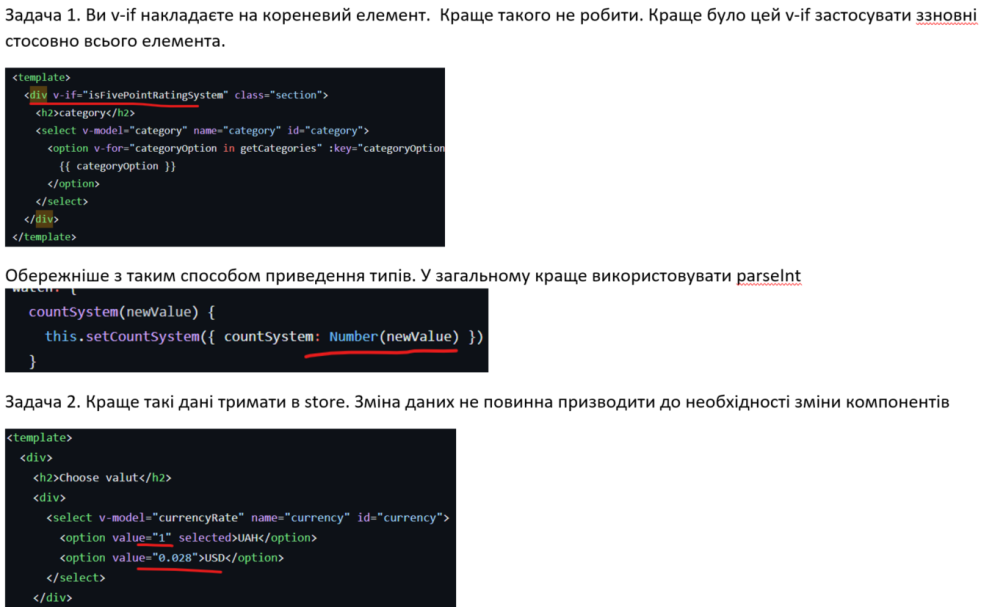 Задача 1. Ви v-if накладаєте на кореневий елемент.  Краще такого не робити. Краще було цей v-if застосувати ззновні
стосовно всього елемента.
<template>
<div v-if="isFivePointRatingSystem" class="section">
<h2>category</h2>
<select v-model="category" name="category" id="category">
<option v-for="categoryOption in getCategories" :key="categoryOption
{{ categoryOption }}
</option>
</select>
</div>
</template>
Обережніше з таким способом приведення типів. У загальному краще використовувати parseInt
watch: {
countSystem(newValue) {
this.setCountSystem({ countSystem: Number(newValue) })
}
Задача 2. Краще такі дані тримати в store. Зміна даних не повинна призводити до необхідності зміни компонентів
<template>
<div>
<h2>Choose valut</h2>
<div>
<select v-model="currencyRate" name="currency" id="currency">
<option value="1" selected>UAH</option>
<option value="0.028">USD</option>
</select>
</div>